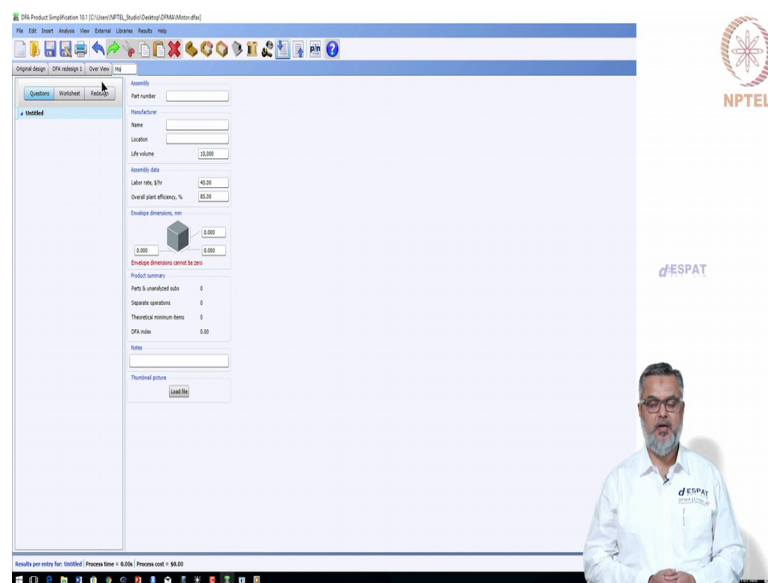 DFA Product Simplification 10.1 [C:\Users\NPTEL_Studio\Desktop\DFMA\Motor.dfax]
File Edit Insert Analysis View External Libraries Results Help
Original design DFA redesign 1 Over View Maj
Questions Worksheet Redesign
Untitled
Assembly
Part number
Manufacturer
Name
Location
Life volume 10,000
Assembly data
Labor rate, $/hr 40.00
Overall plant efficiency, % 85.00
Envelope dimensions, mm
0.000
0.000 0.000
Envelope dimensions cannot be zero
Product summary
Parts & unanalyzed subs 0
Separate operations 0
Theoretical minimum items 0
DFA index 0.00
Notes
Thumbnail picture
Load file
Results per entry for: Untitled Process time = 0.00s Process cost = $0.00
NPTEL
d ESPAT
d ESPAT